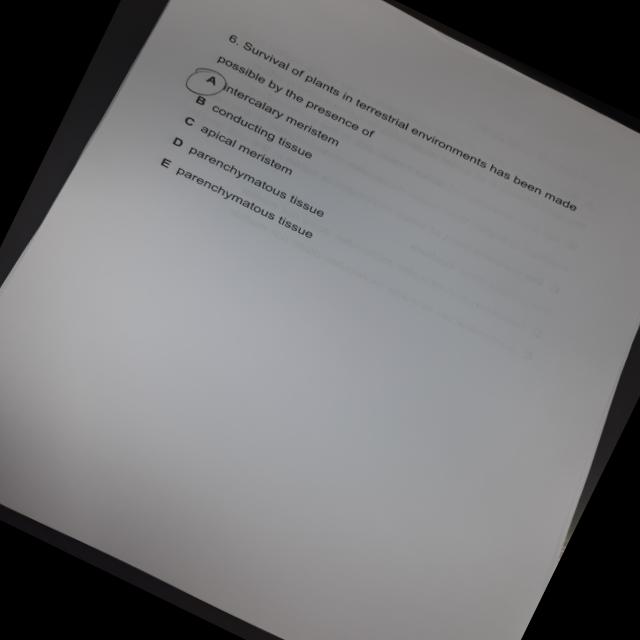 6. Survival of plants in terrestrial environments has been made
possible by the presence of
A intercalary meristem
B conducting tissue
C apical meristem
D parenchymatous tissue
E parenchymatous tissue